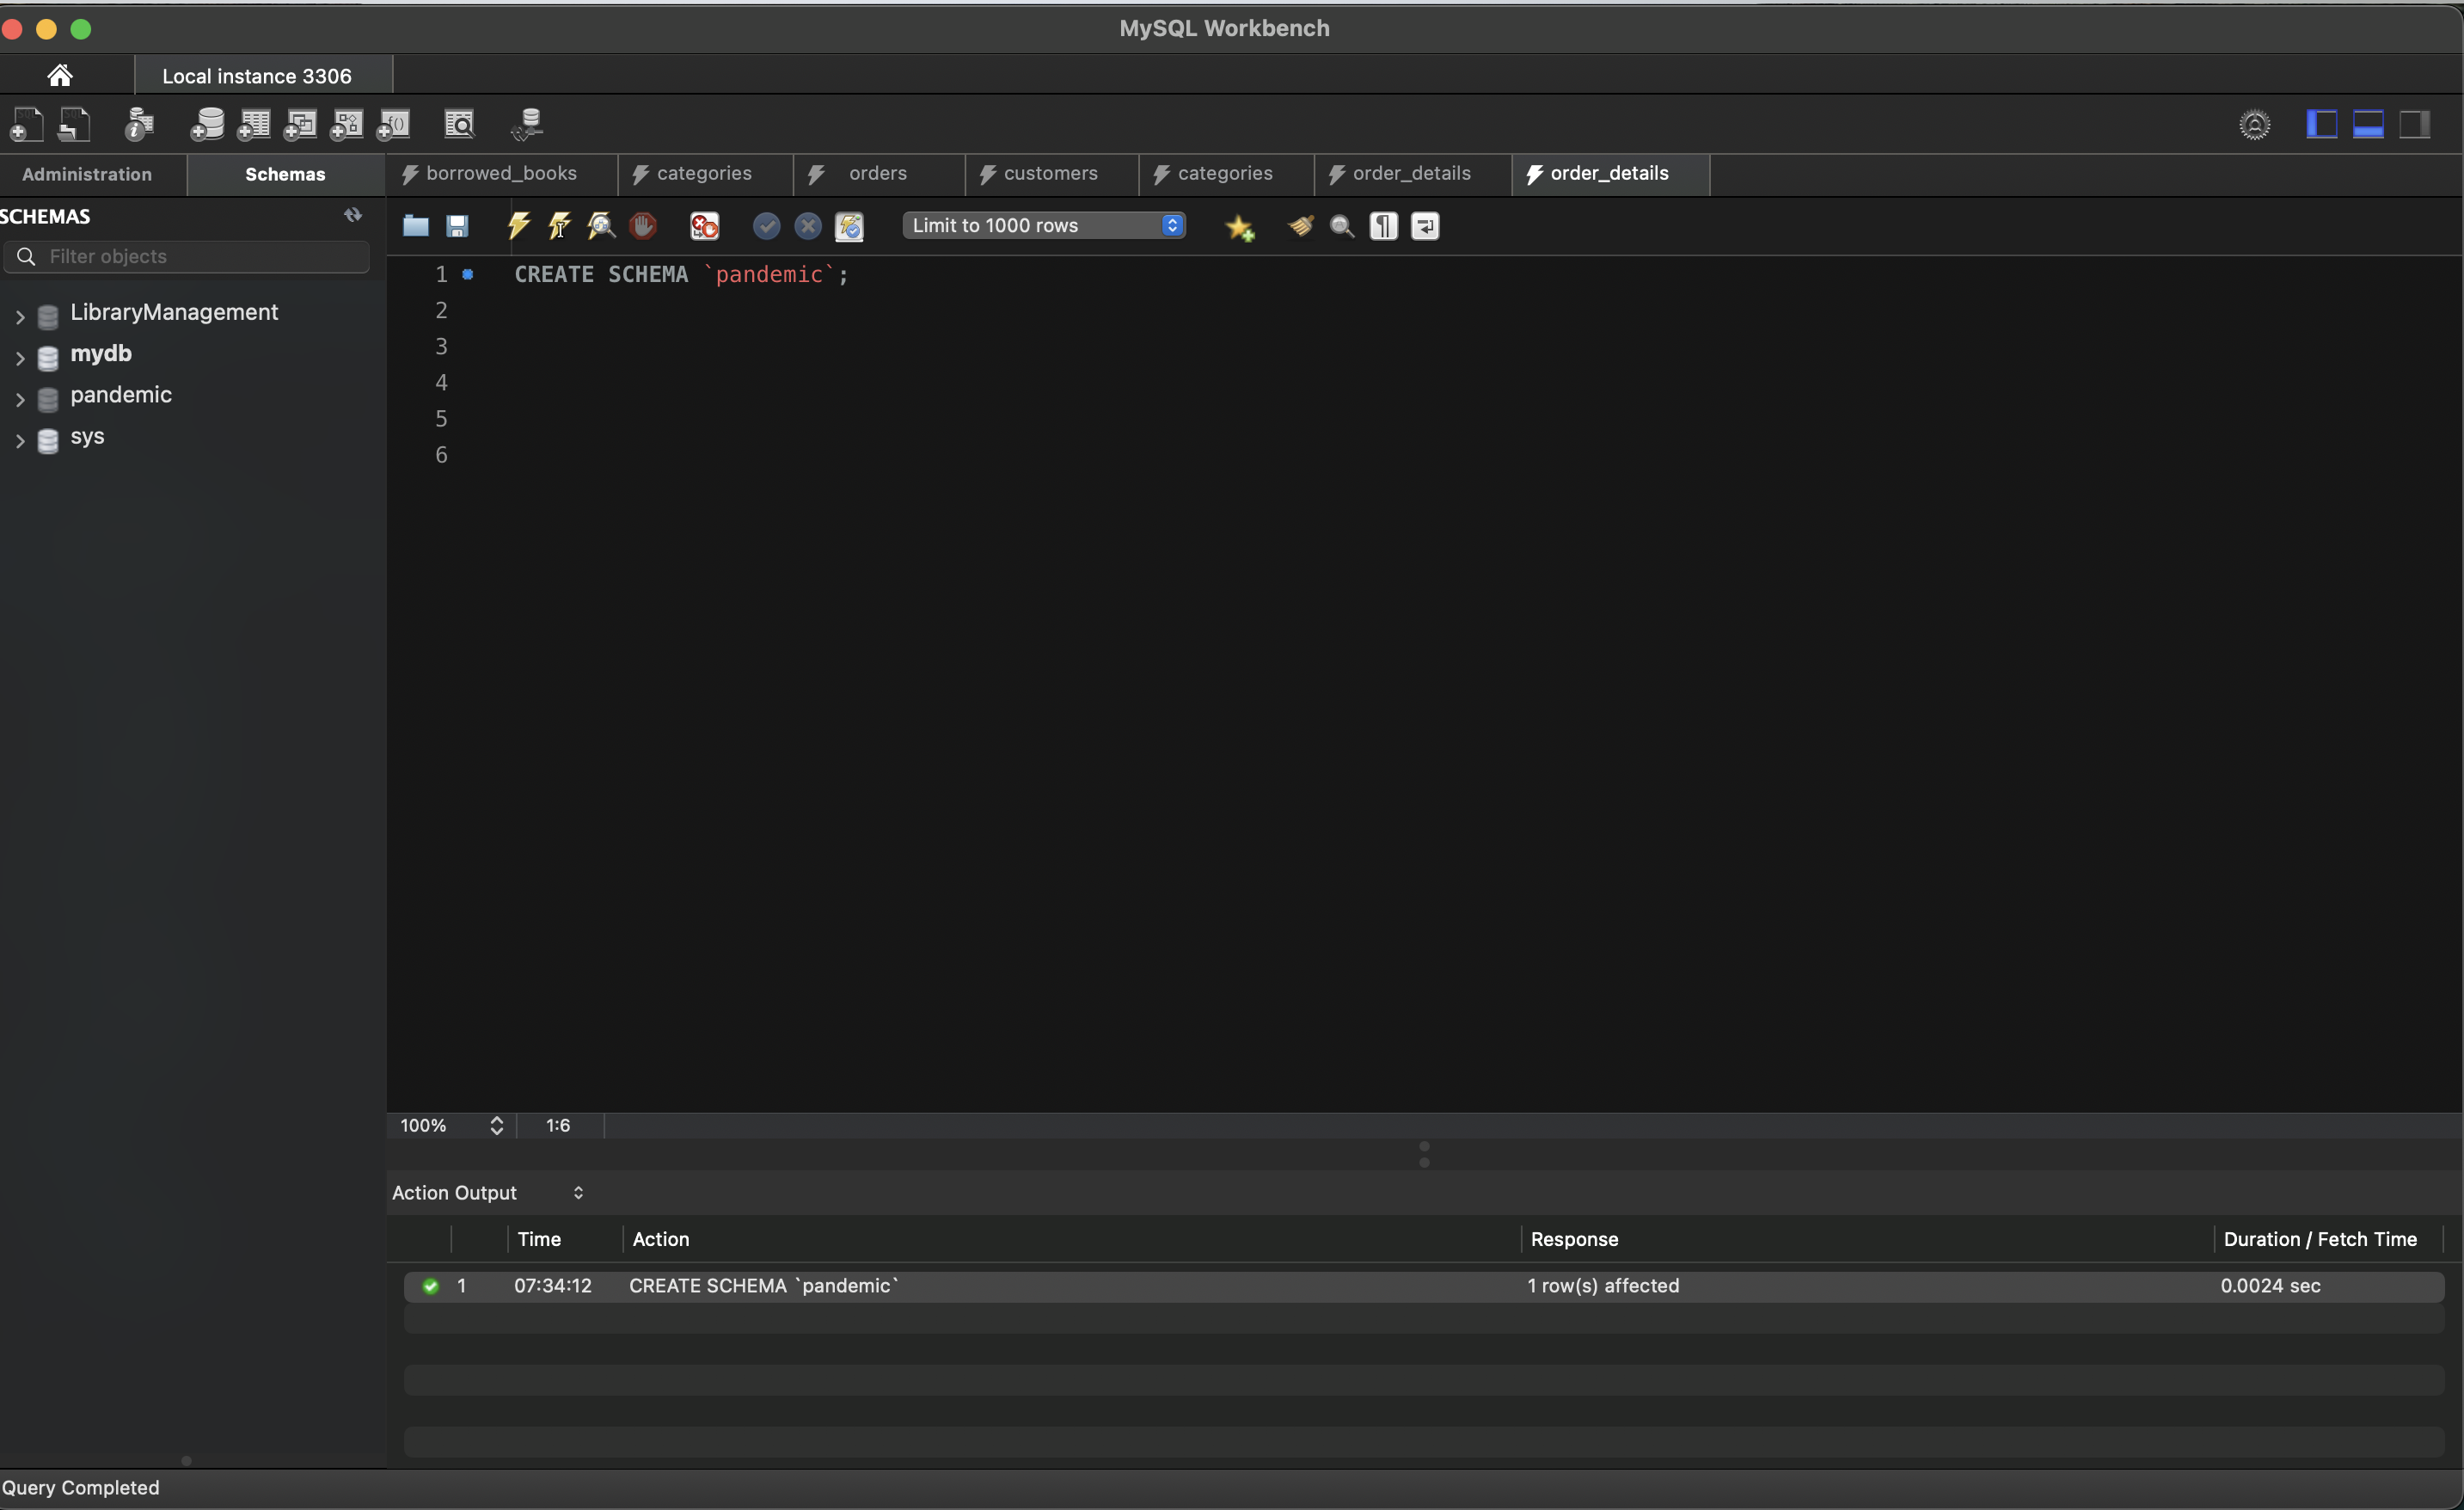 MySQL Workbench
Local instance 3306
Administration
Schemas
borrowed_books
categories
orders
customers
categories
order_details
order_details
SCHEMAS
Filter objects
LibraryManagement
mydb
pandemic
sys
Limit to 1000 rows
1 CREATE SCHEMA `pandemic`;
2
3
4
5
6
100% 1:6
Action Output
Time Action Response Duration / Fetch Time
1 07:34:12 CREATE SCHEMA `pandemic` 1 row(s) affected 0.0024 sec
Query Completed